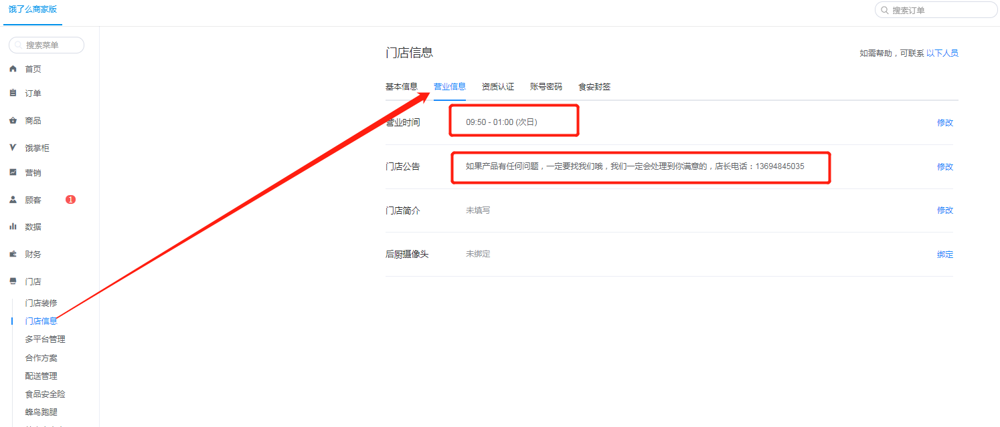 饿了么商家版
搜索订单
搜索菜单
首页
订单
商品
饿掌柜
营销
顾客 1
数据
财务
门店
门店装修
门店信息
多平台管理
合作方案
配送管理
食品安全险
蜂鸟跑腿
门店信息
如需帮助，可联系 以下人员
基本信息 营业信息 资质认证 账号密码 食安封签
营业时间 09:50 - 01:00 (次日) 修改
门店公告 如果产品有任何问题，一定要找我们哦，我们一定会处理到你满意的，店长电话：13694845035 修改
门店简介 未填写 修改
后厨摄像头 未绑定 绑定